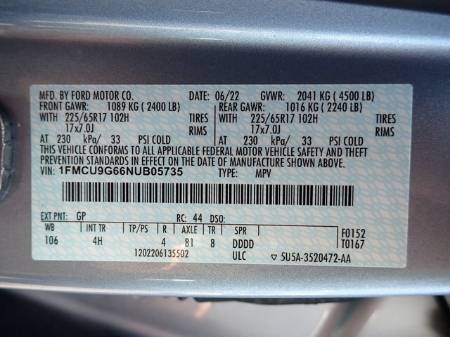 MFD. BY FORD MOTOR CO. 06/22 GVWR: 2041 KG (4500 LB)
FRONT GAWR: 1089 KG (2400 LB) REAR GAWR: 1016 KG (2240 LB)
WITH 225/65R17 102H TIRES WITH 225/65R17 102H TIRES
17x7.0J RIMS 17x7.0J RIMS
AT 230 kPa/ 33 PSI COLD AT 230 kPa/ 33 PSI COLD
THIS VEHICLE CONFORMS TO ALL APPLICABLE FEDERAL MOTOR VEHICLE SAFETY, BUMPER, AND THEFT PREVENTION STANDARDS IN EFFECT ON THE DATE OF MANUFACTURE SHOWN ABOVE.
VIN: 1FMCU9G66NUB05735 TYPE: MPV
EXT PNT: GP RC: 44 DSO:
WB INT TR TP/PS R AXLE TR SPR F0152
106 4H 4 81 8 DDDD T0167
1202206135502 ULC ▽ 5U5A-3520472-AA